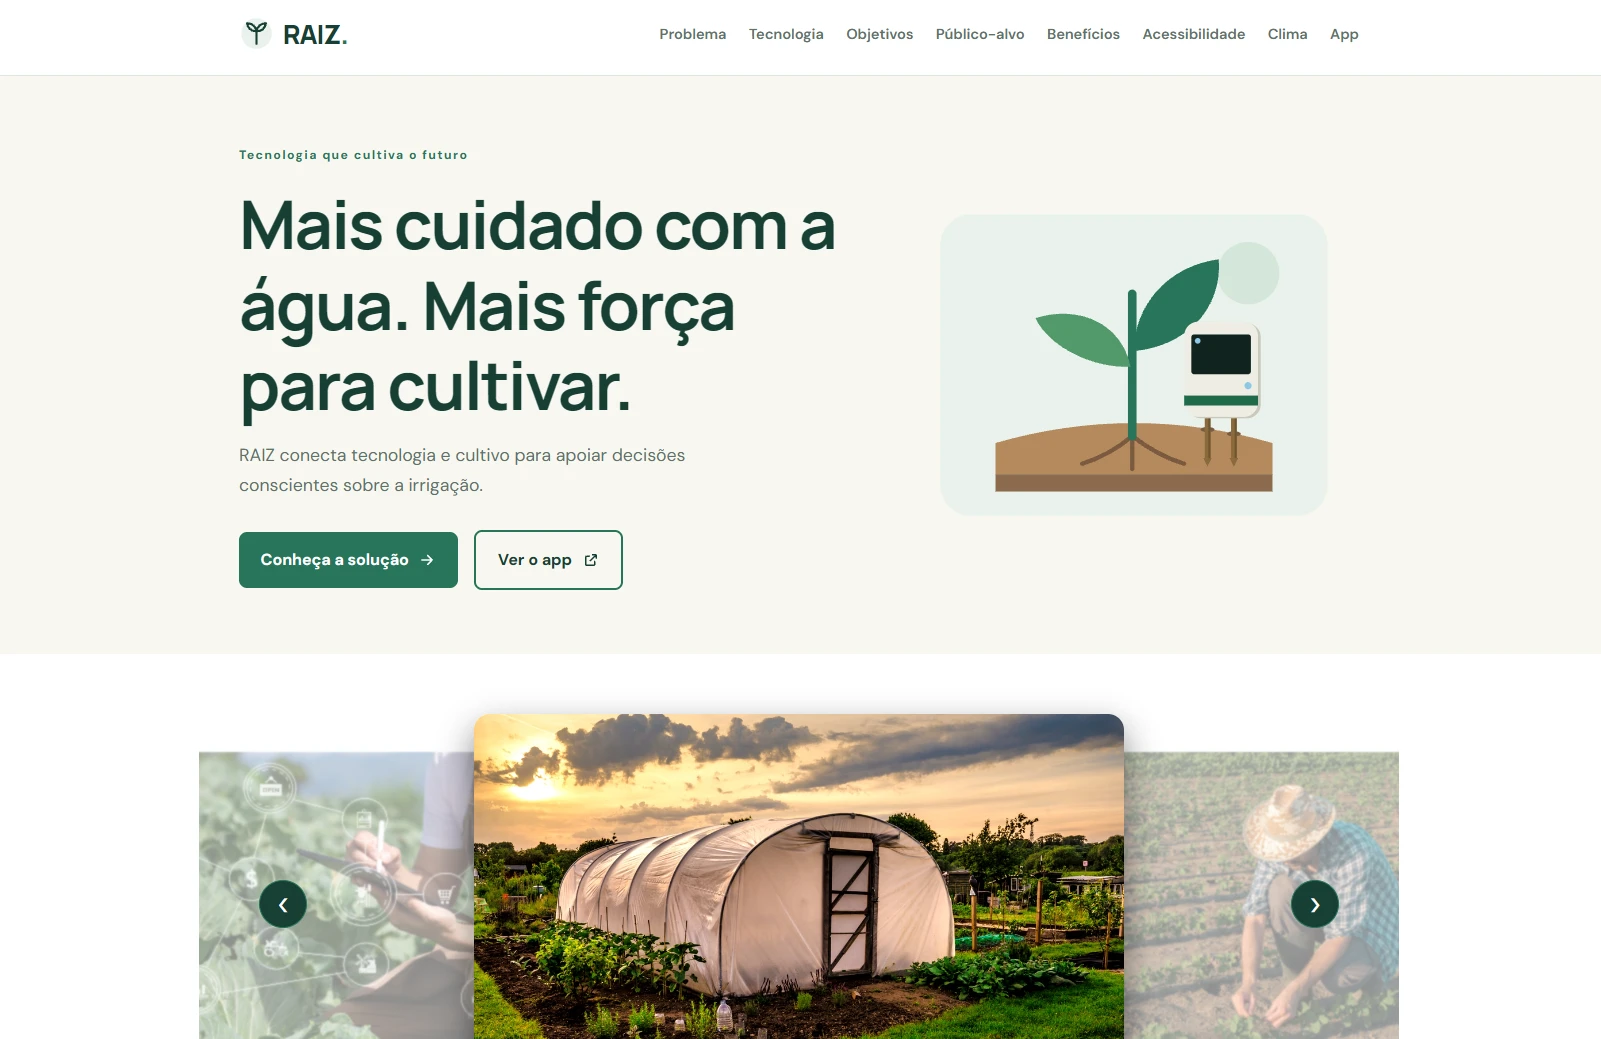 RAIZ.
Problema
Tecnologia
Objetivos
Público-alvo
Benefícios
Acessibilidade
Clima
App
Tecnologia que cultiva o futuro
Mais cuidado com a
água. Mais força
para cultivar.
RAIZ conecta tecnologia e cultivo para apoiar decisões
conscientes sobre a irrigação.
Conheça a solução →
Ver o app